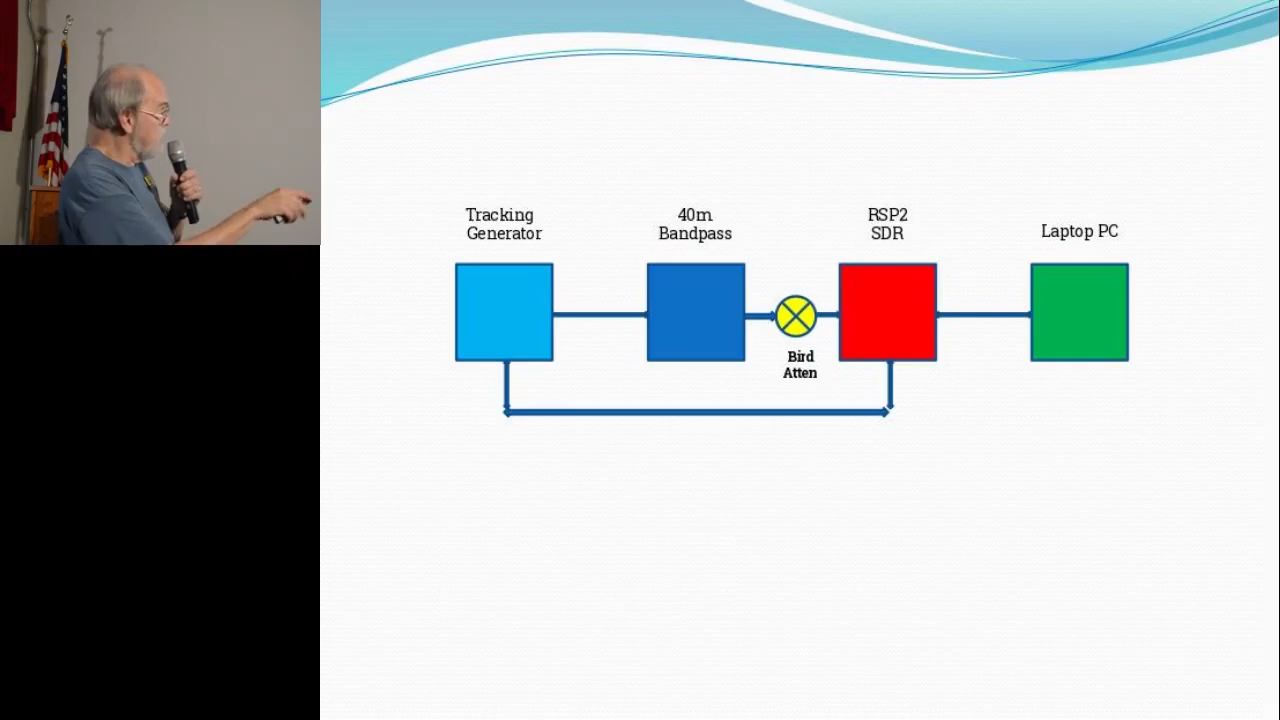 Tracking
Generator
40m
Bandpass
RSP2
SDR
Laptop PC
Bird
Atten